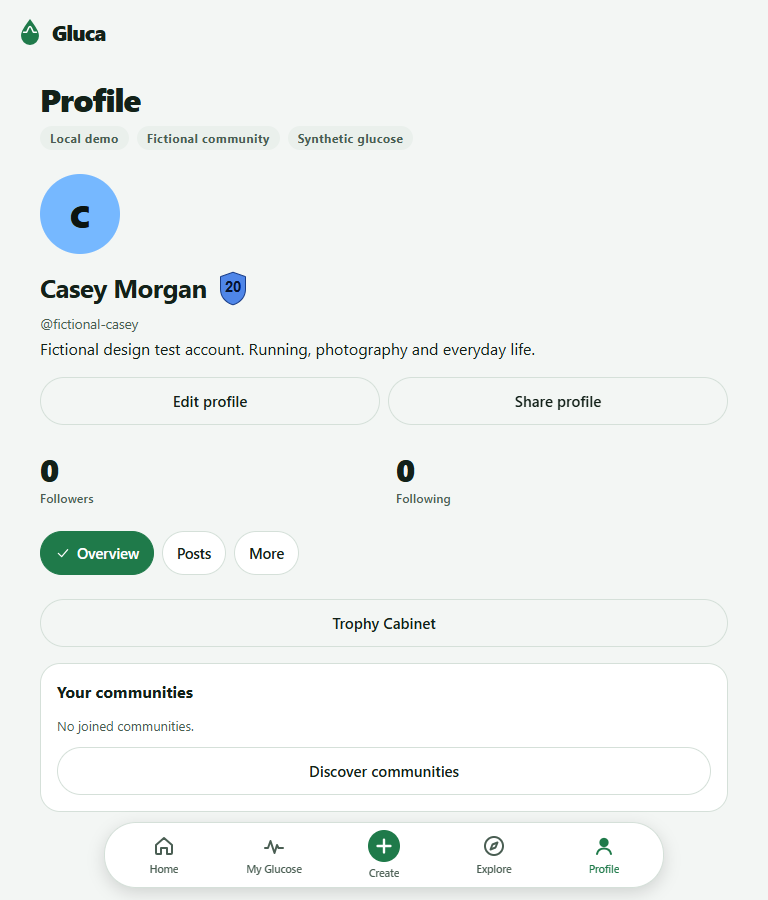 Gluca
Profile
Local demo Fictional community Synthetic glucose
C
Casey Morgan 20
@fictional-casey
Fictional design test account. Running, photography and everyday life.
Edit profile Share profile
0 0
Followers Following
Overview Posts More
Trophy Cabinet
Your communities
No joined communities.
Discover communities
Home My Glucose Create Explore Profile